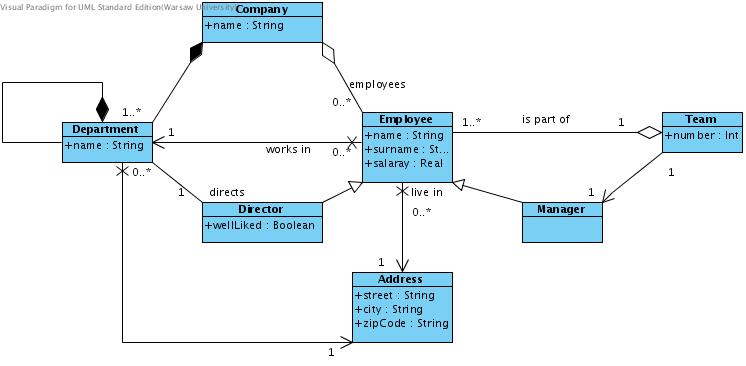 Visual Paradigm for UML Standard Edition(Warsaw University)
Company
+name : String
employees
1..*
0..*
Department
+name : String
1
works in
0..*
Employee
+name : String
+surname : St...
+salaray : Real
1..*
is part of
1
Team
+number : Int
0..*
1
directs
Director
+wellLiked : Boolean
live in
0..*
1
1
Manager
1
Address
+street : String
+city : String
+zipCode : String
1